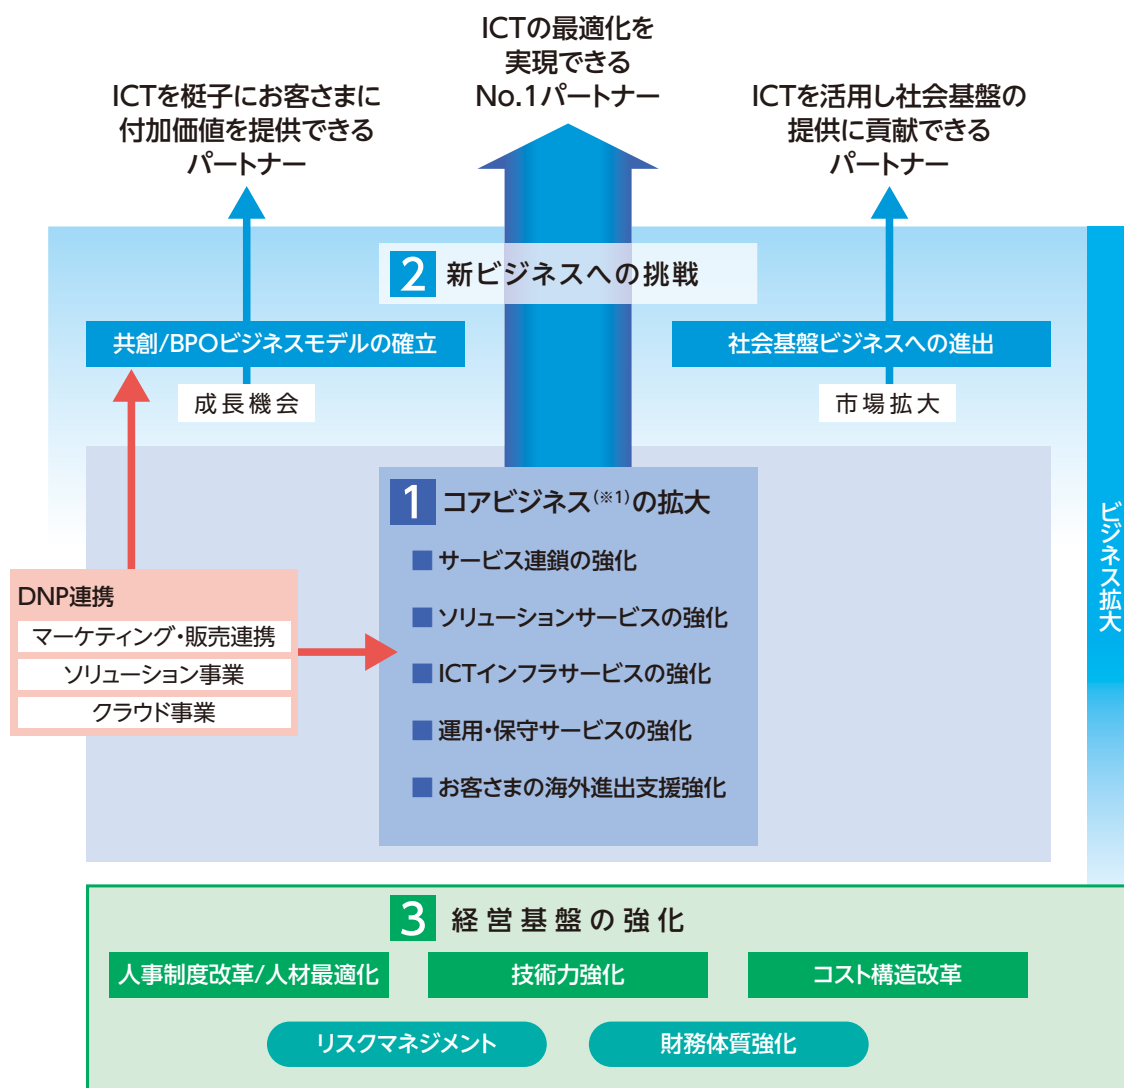 ICTの最適化を
実現できる
No.1パートナー
ICTを梃子にお客さまに
付加価値を提供できる
パートナー
ICTを活用し社会基盤の
提供に貢献できる
パートナー
2 新ビジネスへの挑戦
共創/BPOビジネスモデルの確立
社会基盤ビジネスへの進出
成長機会
市場拡大
1 コアビジネス(※1)の拡大
■ サービス連鎖の強化
■ ソリューションサービスの強化
■ ICTインフラサービスの強化
■ 運用・保守サービスの強化
■ お客さまの海外進出支援強化
DNP連携
マーケティング・販売連携
ソリューション事業
クラウド事業
ビジネス拡大
3 経営基盤の強化
人事制度改革/人材最適化
技術力強化
コスト構造改革
リスクマネジメント
財務体質強化